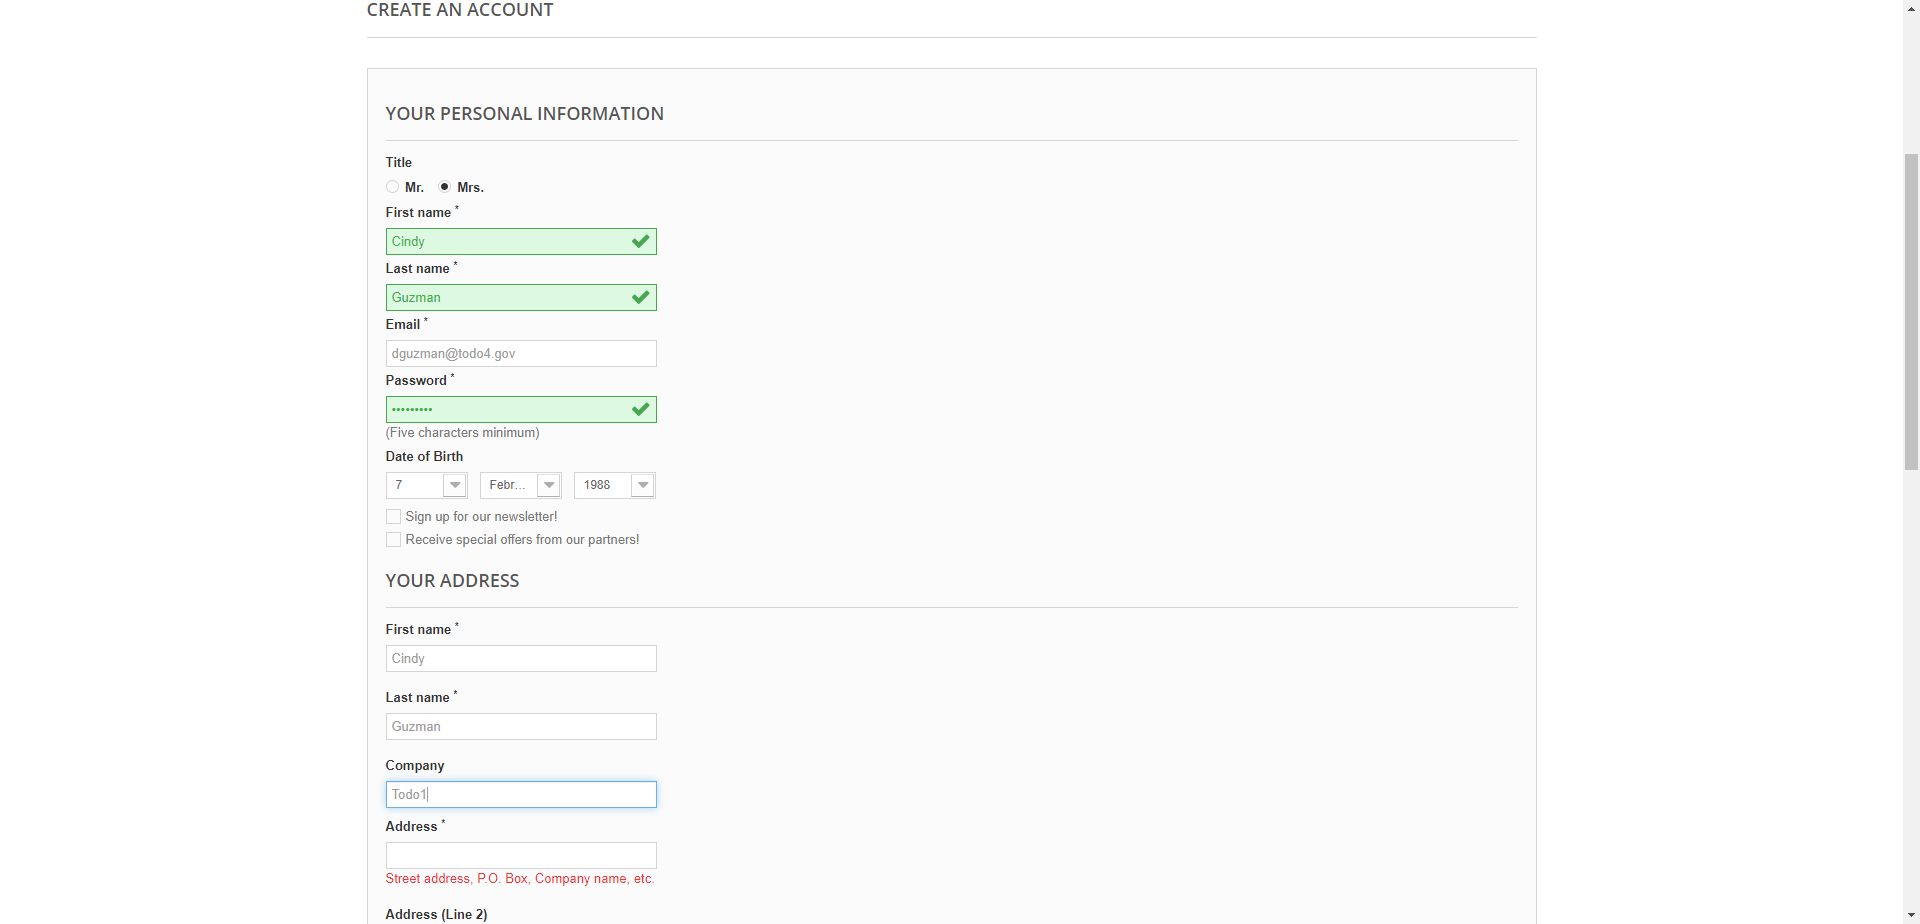 CREATE AN ACCOUNT
YOUR PERSONAL INFORMATION
Title
Mr. Mrs.
First name *
Cindy
Last name *
Guzman
Email *
dguzman@todo4.gov
Password *
•••••••••
(Five characters minimum)
Date of Birth
7 Febr... 1988
Sign up for our newsletter!
Receive special offers from our partners!
YOUR ADDRESS
First name *
Cindy
Last name *
Guzman
Company
Todo1
Address *
Street address, P.O. Box, Company name, etc.
Address (Line 2)